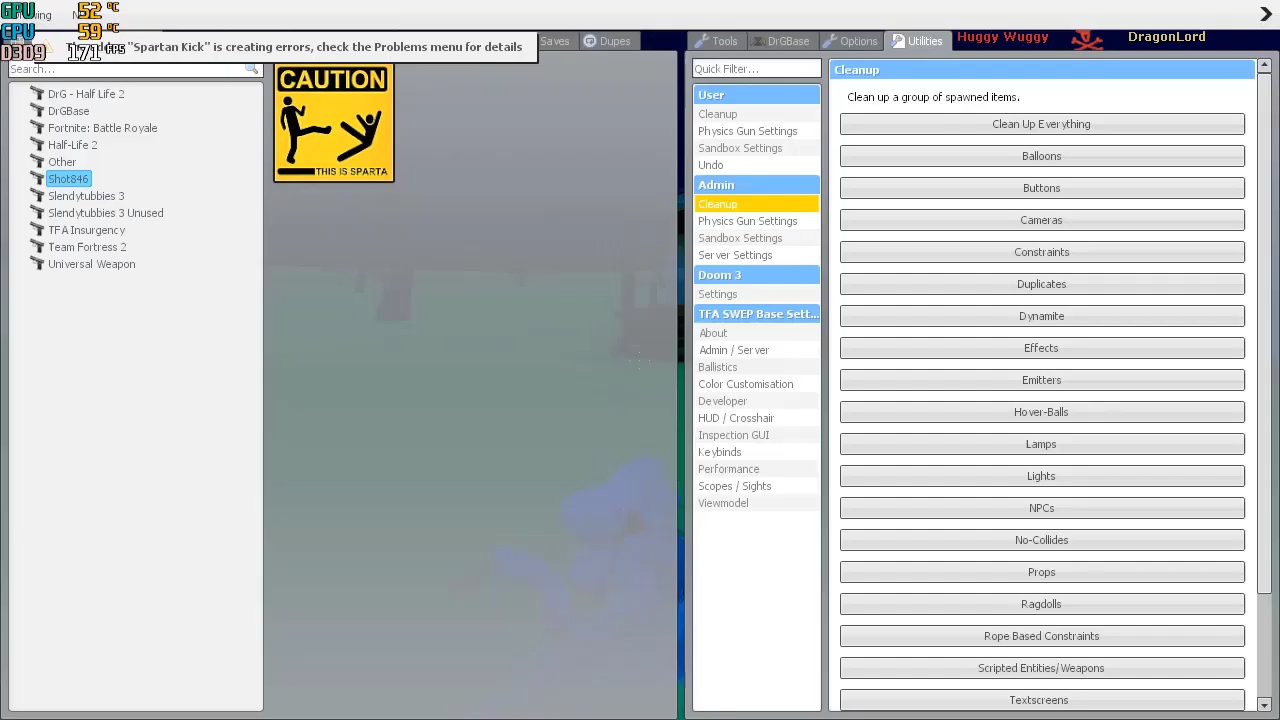 GPU 52 °C
CPU 59 °C
D3D9 171 FPS
"Spartan Kick" is creating errors, check the Problems menu for details
Saves
Dupes
Tools
DrGBase
Options
Utilities
Huggy Wuggy
DragonLord
Search...
DrG - Half Life 2
DrGBase
Fortnite: Battle Royale
Half-Life 2
Other
Shot846
Slendytubbies 3
Slendytubbies 3 Unused
TFA Insurgency
Team Fortress 2
Universal Weapon
CAUTION
THIS IS SPARTA
Quick Filter...
User
Cleanup
Physics Gun Settings
Sandbox Settings
Undo
Admin
Cleanup
Physics Gun Settings
Sandbox Settings
Server Settings
Doom 3
Settings
TFA SWEP Base Sett...
About
Admin / Server
Ballistics
Color Customisation
Developer
HUD / Crosshair
Inspection GUI
Keybinds
Performance
Scopes / Sights
Viewmodel
Cleanup
Clean up a group of spawned items.
Clean Up Everything
Balloons
Buttons
Cameras
Constraints
Duplicates
Dynamite
Effects
Emitters
Hover-Balls
Lamps
Lights
NPCs
No-Collides
Props
Ragdolls
Rope Based Constraints
Scripted Entities/Weapons
Textscreens